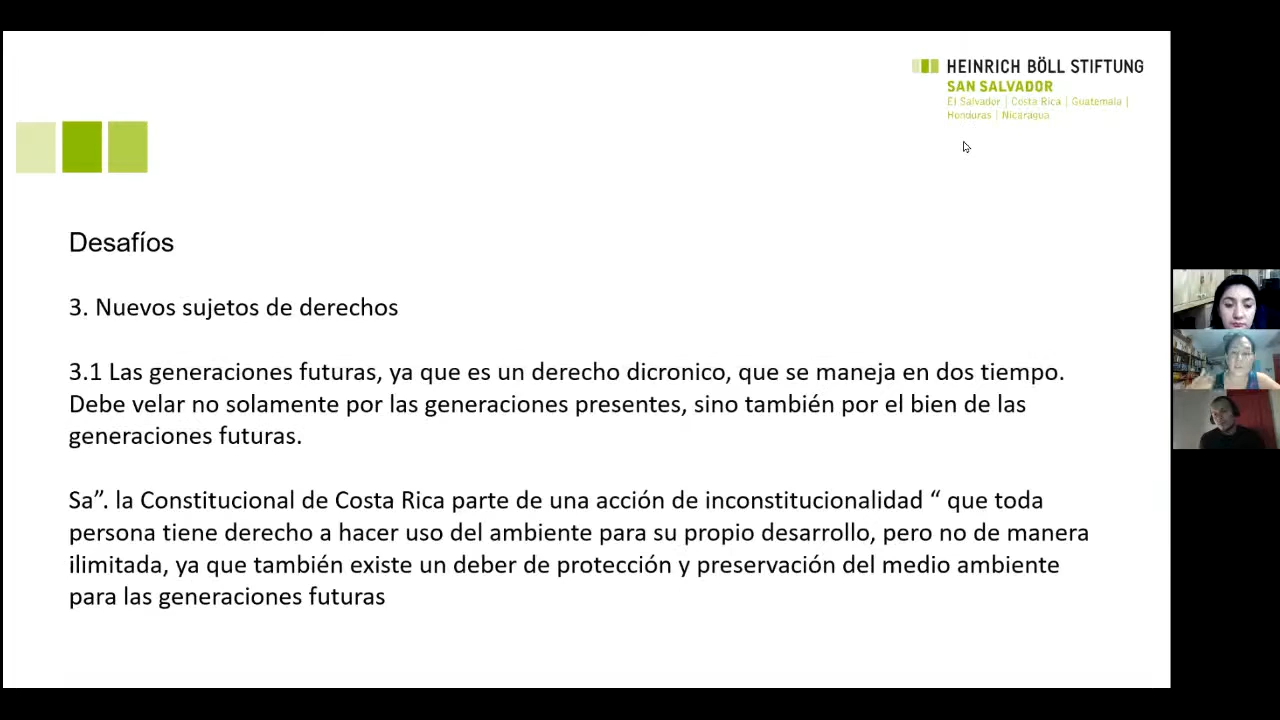 HEINRICH BÖLL STIFTUNG
SAN SALVADOR
El Salvador | Costa Rica | Guatemala |
Honduras | Nicaragua
Desafíos
3. Nuevos sujetos de derechos
3.1 Las generaciones futuras, ya que es un derecho dicronico, que se maneja en dos tiempo.
Debe velar no solamente por las generaciones presentes, sino también por el bien de las
generaciones futuras.
Sa”. la Constitucional de Costa Rica parte de una acción de inconstitucionalidad “ que toda
persona tiene derecho a hacer uso del ambiente para su propio desarrollo, pero no de manera
ilimitada, ya que también existe un deber de protección y preservación del medio ambiente
para las generaciones futuras